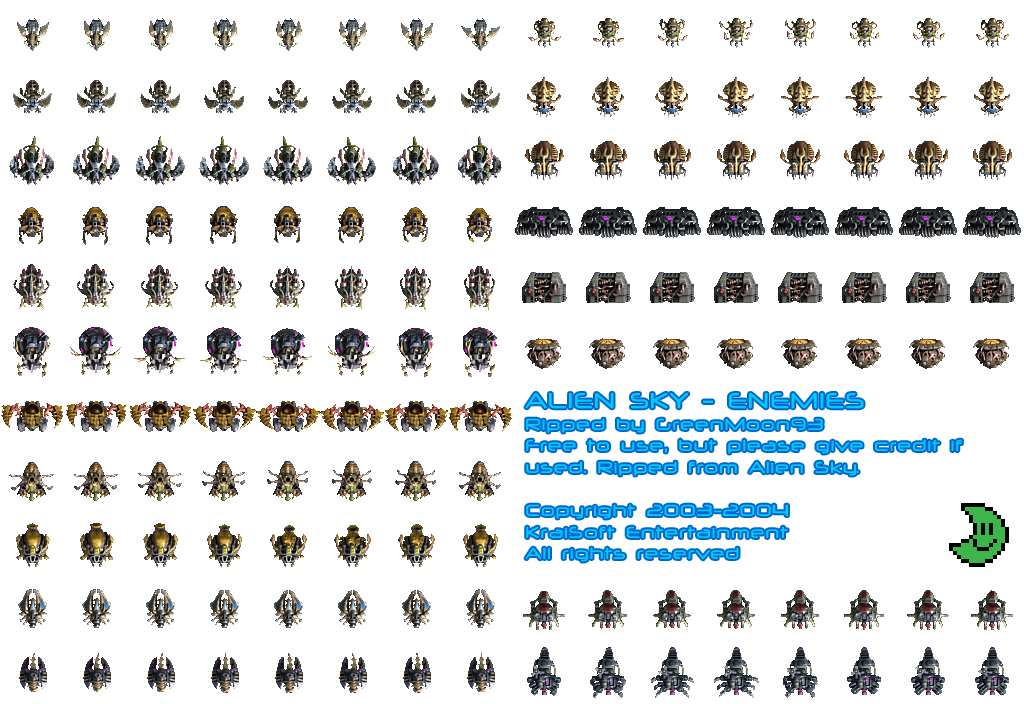 ALIEN SKY - ENEMIES
Ripped by GreenMoon93
Free to use, but please give credit if
used. Ripped from Alien Sky.
Copyright 2003-2004
KraiSoft Entertainment
All rights reserved